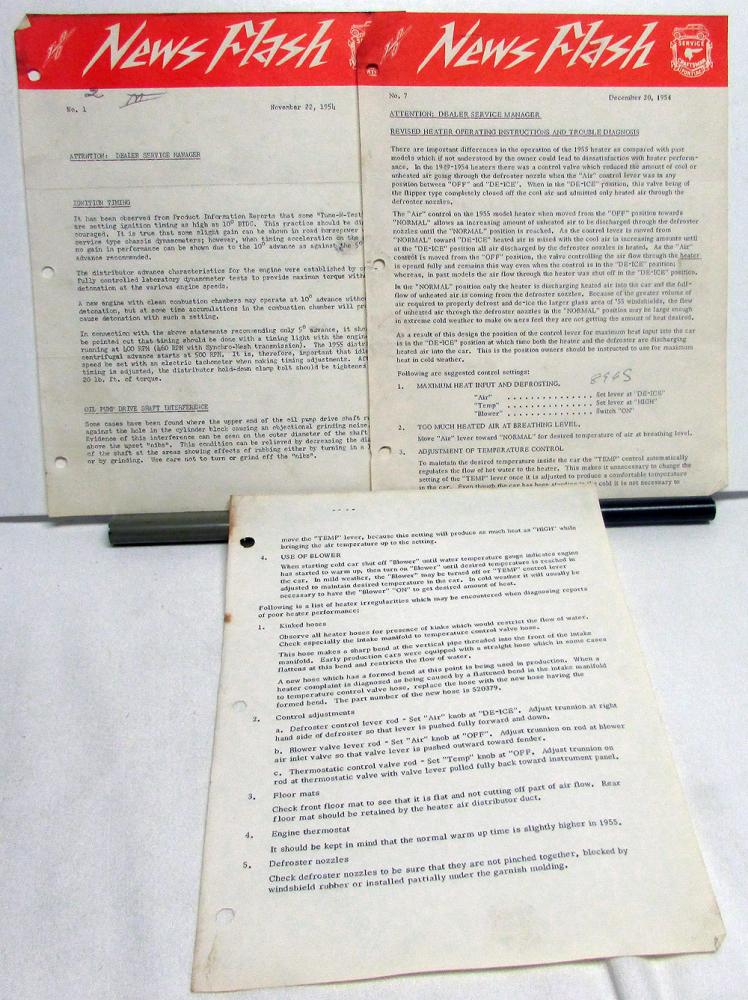 News Flash
No. 1
November 22, 1954
ATTENTION: DEALER SERVICE MANAGER
IGNITION TIMING
It has been observed from Product Information Reports that some "Tune-N-Test
are setting ignition timing as high as 10° BTDC. This practice should be di
couraged. It is true that some slight gain can be shown in road horsepower
service type chassis dynamometers; however, when timing acceleration on the
no gain in performance can be shown due to the 10° advance as against the 5°
advance recommended.
The distributor advance characteristics for the engine were established by c
fully controlled laboratory dynamometer tests to provide maximum torque with
detonation at the various engine speeds.
A new engine with clean combustion chambers may operate at 10° advance witho
detonation, but at some time accumulations in the combustion chamber will pr
cause detonation with such a setting.
In connection with the above statements recommending only 5° advance, it sho
be pointed out that timing should be done with a timing light with the engin
running at 400 RPM (460 RPM with Synchro-Mesh transmission). The 1955 distri
centrifugal advance starts at 500 RPM. It is, therefore, important that idl
speed be set with an electric tachometer when making timing adjustments. Aft
timing is adjusted, the distributor hold-down clamp bolt should be tightened
20 lb. ft. of torque.
OIL PUMP DRIVE SHAFT INTERFERENCE
Some cases have been found where the upper end of the oil pump drive shaft r
against the hole in the cylinder block causing an objectional grinding noise
Evidence of this interference can be seen on the outer diameter of the shaft
above the upset "nibs". This condition can be relieved by decreasing the di
of the shaft at the areas showing effects of rubbing either by turning in a
or by grinding. Use care not to turn or grind off the "nibs".
News Flash
SERVICE
CRAFTSMAN
PONTIAC
No. 7
December 20, 1954
ATTENTION: DEALER SERVICE MANAGER
REVISED HEATER OPERATING INSTRUCTIONS AND TROUBLE DIAGNOSIS
There are important differences in the operation of the 1955 heater as compared with past
models which if not understood by the owner could lead to dissatisfaction with heater perform-
ance. In the 1949-1954 heaters there was a control valve which reduced the amount of cool or
unheated air going through the defroster nozzle when the "Air" control lever was in any
position between "OFF" and "DE-ICE". When in the "DE-ICE" position, this valve being of
the flipper type completely closed off the cool air and admitted only heated air through the
defroster nozzles.
The "Air" control on the 1955 model heater when moved from the "OFF" position towards
"NORMAL" allows an increasing amount of unheated air to be discharged through the defroster
nozzles until the "NORMAL" position is reached. As the control lever is moved from
"NORMAL" toward "DE-ICE" heated air is mixed with the cool air in increasing amounts until
at the "DE-ICE" position all air discharged by the defroster nozzles is heated. As the "Air"
control is moved from the "OFF" position, the valve controlling the air flow through the heater
is opened fully and remains this way even when the control is in the "DE-ICE" position;
whereas, in past models the air flow through the heater was shut off in the "DE-ICE" position.
In the "NORMAL" position only the heater is discharging heated air into the car and the full-
flow of unheated air is coming from the defroster nozzles. Because of the greater volume of
air required to properly defrost and de-ice the larger glass area of '55 windshields, the flow
of unheated air through the defroster nozzles in the "NORMAL" position may be large enough
in extreme cold weather to make owners feel they are not getting the amount of heat desired.
As a result of this design the position of the control lever for maximum heat input into the car
is in the "DE-ICE" position at which time both the heater and the defroster are discharging
heated air into the car. This is the position owners should be instructed to use for maximum
heat in cold weather.
Following are suggested control settings:
1. MAXIMUM HEAT INPUT AND DEFROSTING.
"Air" . . . . . . . . . . . . . . Set lever at "DE-ICE"
"Temp" . . . . . . . . . . . . . . Set lever at "HIGH"
"Blower" . . . . . . . . . . . . . Switch "ON"
2. TOO MUCH HEATED AIR AT BREATHING LEVEL.
Move "Air" lever toward "NORMAL" for desired temperature of air at breathing level.
3. ADJUSTMENT OF TEMPERATURE CONTROL
To maintain the desired temperature inside the car the "TEMP" control automatically
regulates the flow of hot water to the heater. This makes it unnecessary to change the
setting of the "TEMP" lever once it is adjusted to produce a comfortable temperature
in the car. Even though the car has been standing in the cold it is not necessary to
move the "TEMP" lever, because this setting will produce as much heat as "HIGH" while
bringing the air temperature up to the setting.
4. USE OF BLOWER
When starting cold car shut off "Blower" until water temperature gauge indicates engine
has started to warm up, then turn on "Blower" until desired temperature is reached in
the car. In mild weather, the "Blower" may be turned off or "TEMP" control lever
adjusted to maintain desired temperature in the car. In cold weather it will usually be
necessary to have the "Blower" "ON" to get desired amount of heat.
Following is a list of heater irregularities which may be encountered when diagnosing reports
of poor heater performance:
1. Kinked hoses
Observe all heater hoses for presence of kinks which would restrict the flow of water.
Check especially the intake manifold to temperature control valve hose.
This hose makes a sharp bend at the vertical pipe threaded into the front of the intake
manifold. Early production cars were equipped with a straight hose which in some cases
flattens at this bend and restricts the flow of water.
A new hose which has a formed bend at this point is being used in production. When a
heater complaint is diagnosed as being caused by a flattened bend in the intake manifold
to temperature control valve hose, replace the hose with the new hose having the
formed bend. The part number of the new hose is 520379.
2. Control adjustments
a. Defroster control lever rod - Set "Air" knob at "DE-ICE". Adjust trunnion at right
hand side of defroster so that lever is pushed fully forward and down.
b. Blower valve lever rod - Set "Air" knob at "OFF". Adjust trunnion on rod at blower
air inlet valve so that valve lever is pushed outward toward fender.
c. Thermostatic control valve rod - Set "Temp" knob at "OFF. Adjust trunnion on
rod at thermostatic valve with valve lever pulled fully back toward instrument panel.
3. Floor mats
Check front floor mat to see that it is flat and not cutting off part of air flow. Rear
floor mat should be retained by the heater air distributor duct.
4. Engine thermostat
It should be kept in mind that the normal warm up time is slightly higher in 1955.
5. Defroster nozzles
Check defroster nozzles to be sure that they are not pinched together, blocked by
windshield rubber or installed partially under the garnish molding.